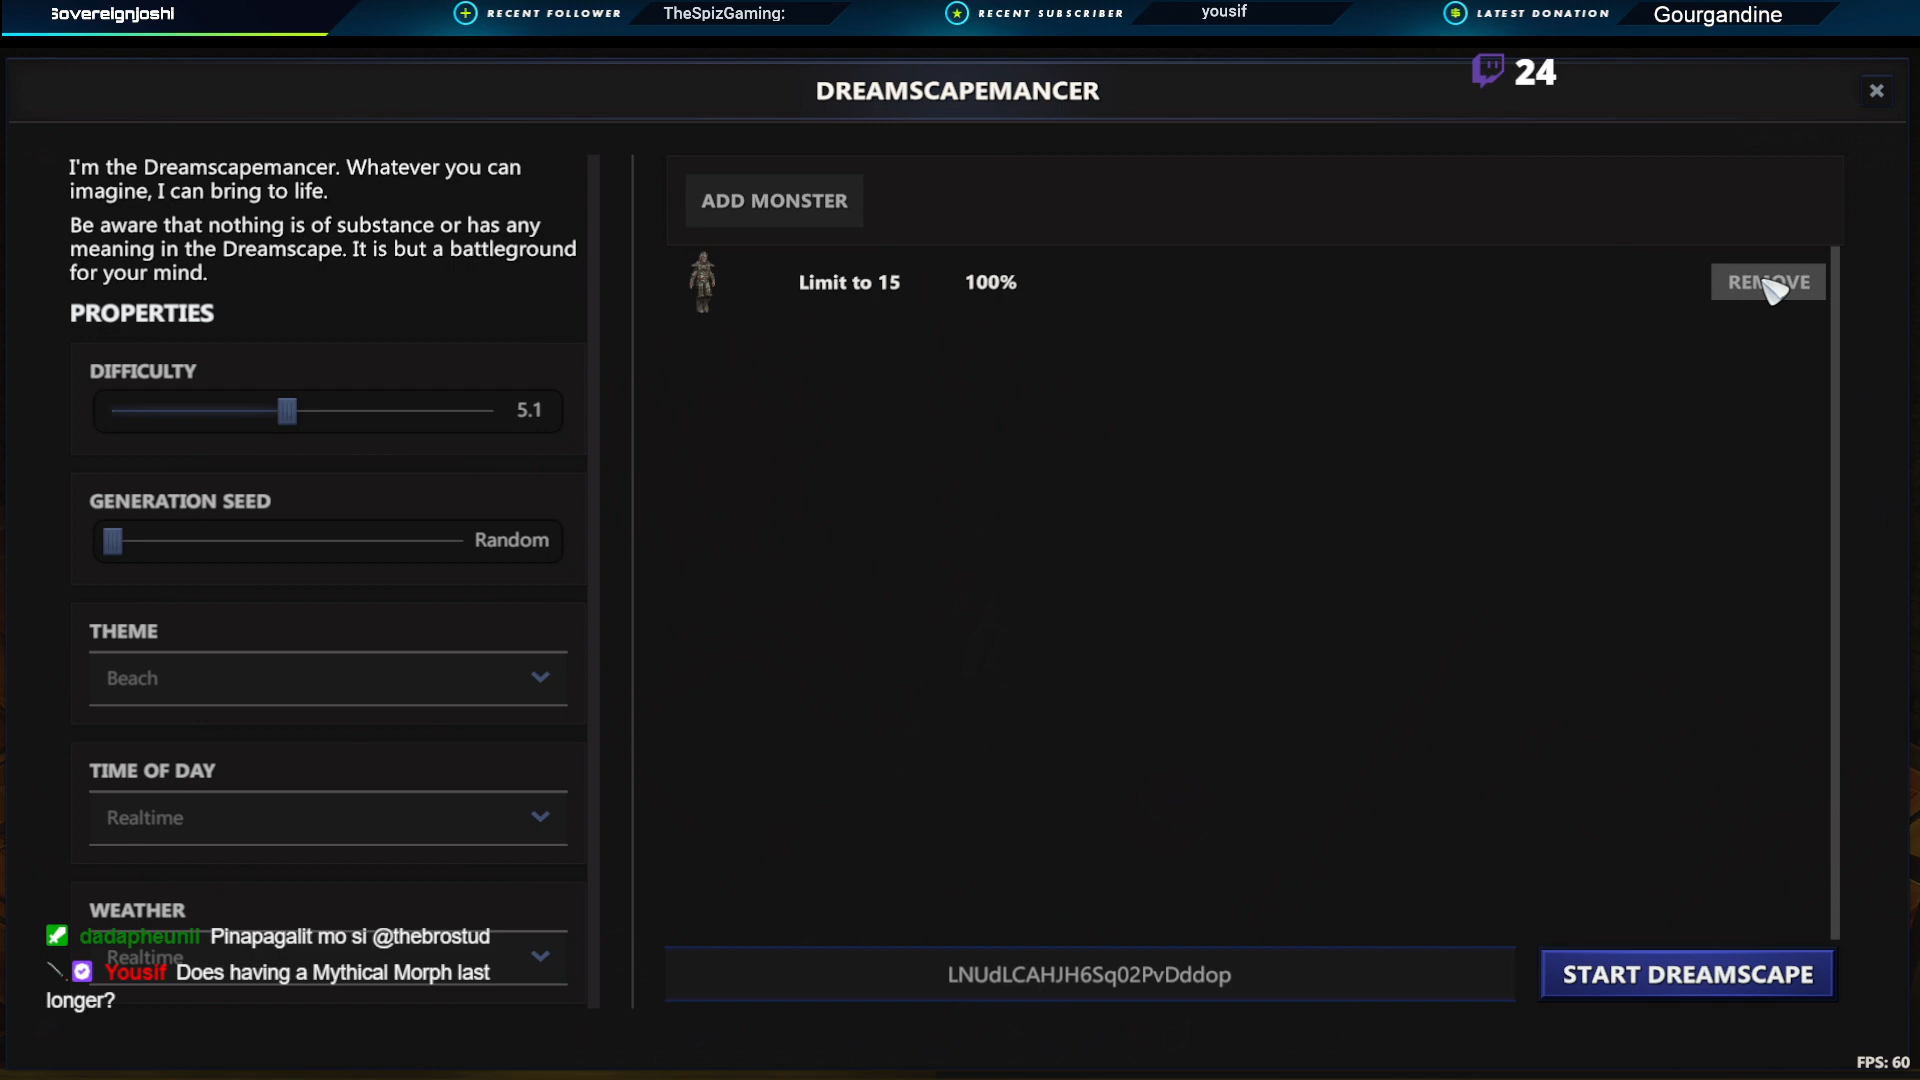 SovereignJoshi
RECENT FOLLOWER TheSpizGaming:
RECENT SUBSCRIBER yousif
LATEST DONATION Gourgandine
24
DREAMSCAPEMANCER
I'm the Dreamscapemancer. Whatever you can
imagine, I can bring to life.
Be aware that nothing is of substance or has any
meaning in the Dreamscape. It is but a battleground
for your mind.
PROPERTIES
DIFFICULTY
5.1
GENERATION SEED
Random
THEME
Beach
TIME OF DAY
Realtime
WEATHER
Realtime
ADD MONSTER
Limit to 15 100% REMOVE
dadapheunii Pinapagalit mo si @thebrostud
Yousif Does having a Mythical Morph last
longer?
LNUdLCAHJH6Sq02PvDddop
START DREAMSCAPE
FPS: 60